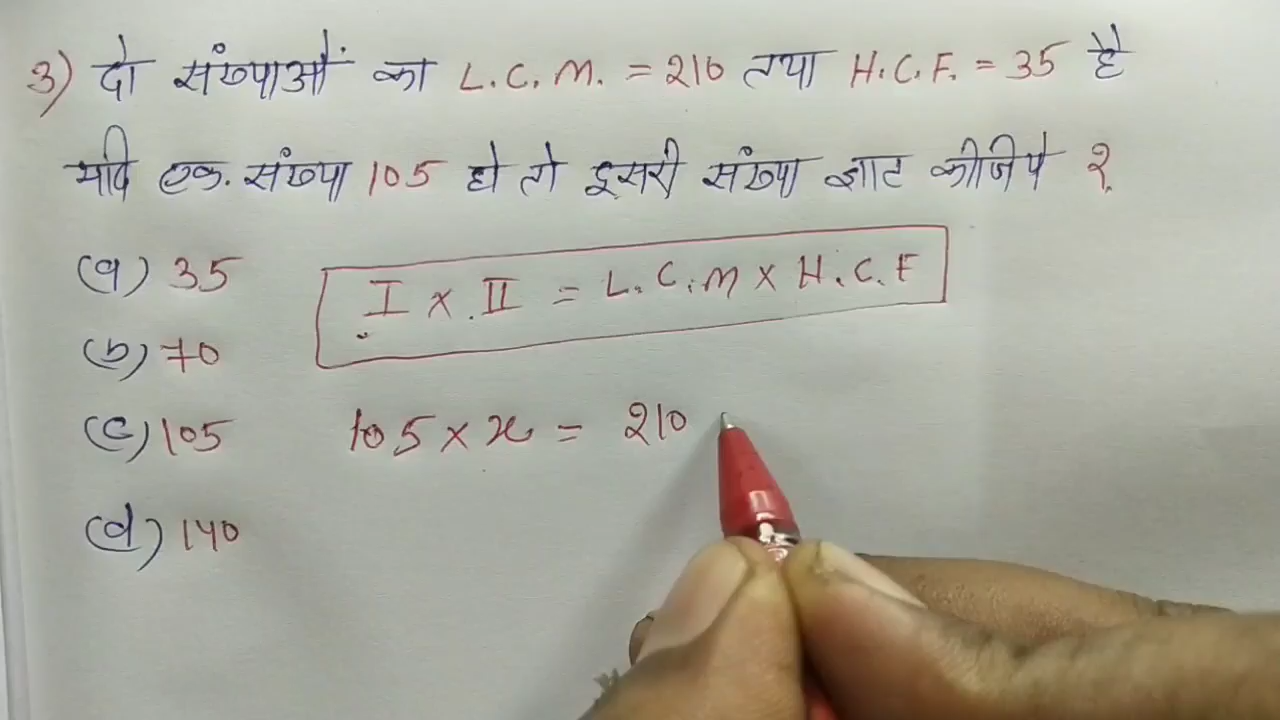 3) दो संख्याओं का L.C.M. = 210 तथा H.C.F. = 35 है
यदि एक. संख्या 105 हो तो दूसरी संख्या ज्ञाट कीजिये ?
(a) 35
I × II = L.C.M × H.C.F
(b) 70
(c) 105
105 × x = 210
(d) 140